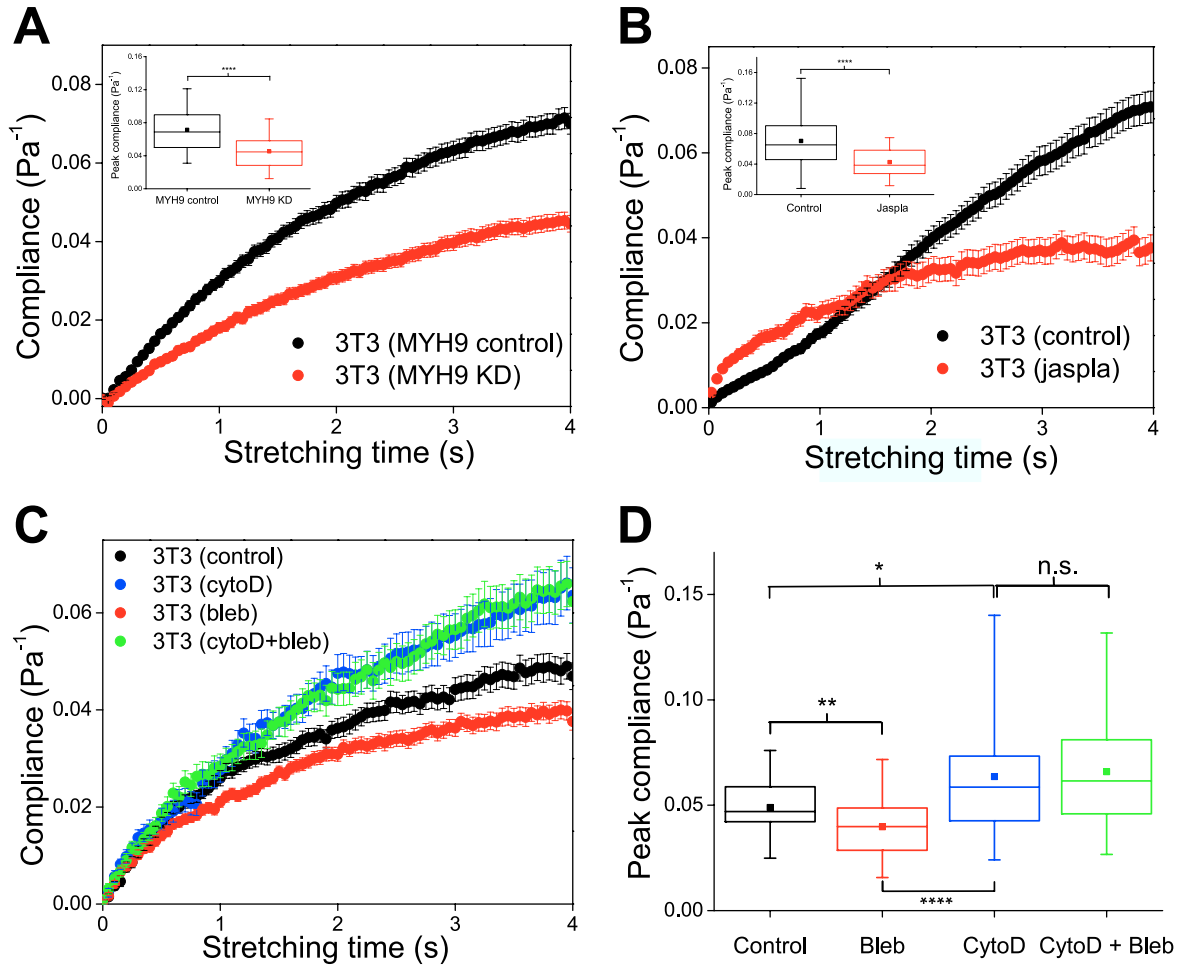 A
0.08
0.06
0.04
0.02
0.00
Compliance (Pa⁻¹)
0 1 2 3 4
Stretching time (s)
3T3 (MYH9 control)
3T3 (MYH9 KD)
0.16
0.12
0.08
0.04
0.00
Peak compliance (Pa⁻¹)
****
MYH9 control MYH9 KD
B
0.08
0.06
0.04
0.02
0.00
Compliance (Pa⁻¹)
0 1 2 3 4
Stretching time (s)
3T3 (control)
3T3 (jaspla)
0.16
0.12
0.08
0.04
0.00
Peak compliance (Pa⁻¹)
****
Control Jaspla
C
3T3 (control)
3T3 (cytoD)
3T3 (bleb)
3T3 (cytoD+bleb)
0.06
0.04
0.02
0.00
Compliance (Pa⁻¹)
0 1 2 3 4
Stretching time (s)
D
0.15
0.10
0.05
0.00
Peak compliance (Pa⁻¹)
* n.s.
**
****
Control Bleb CytoD CytoD + Bleb